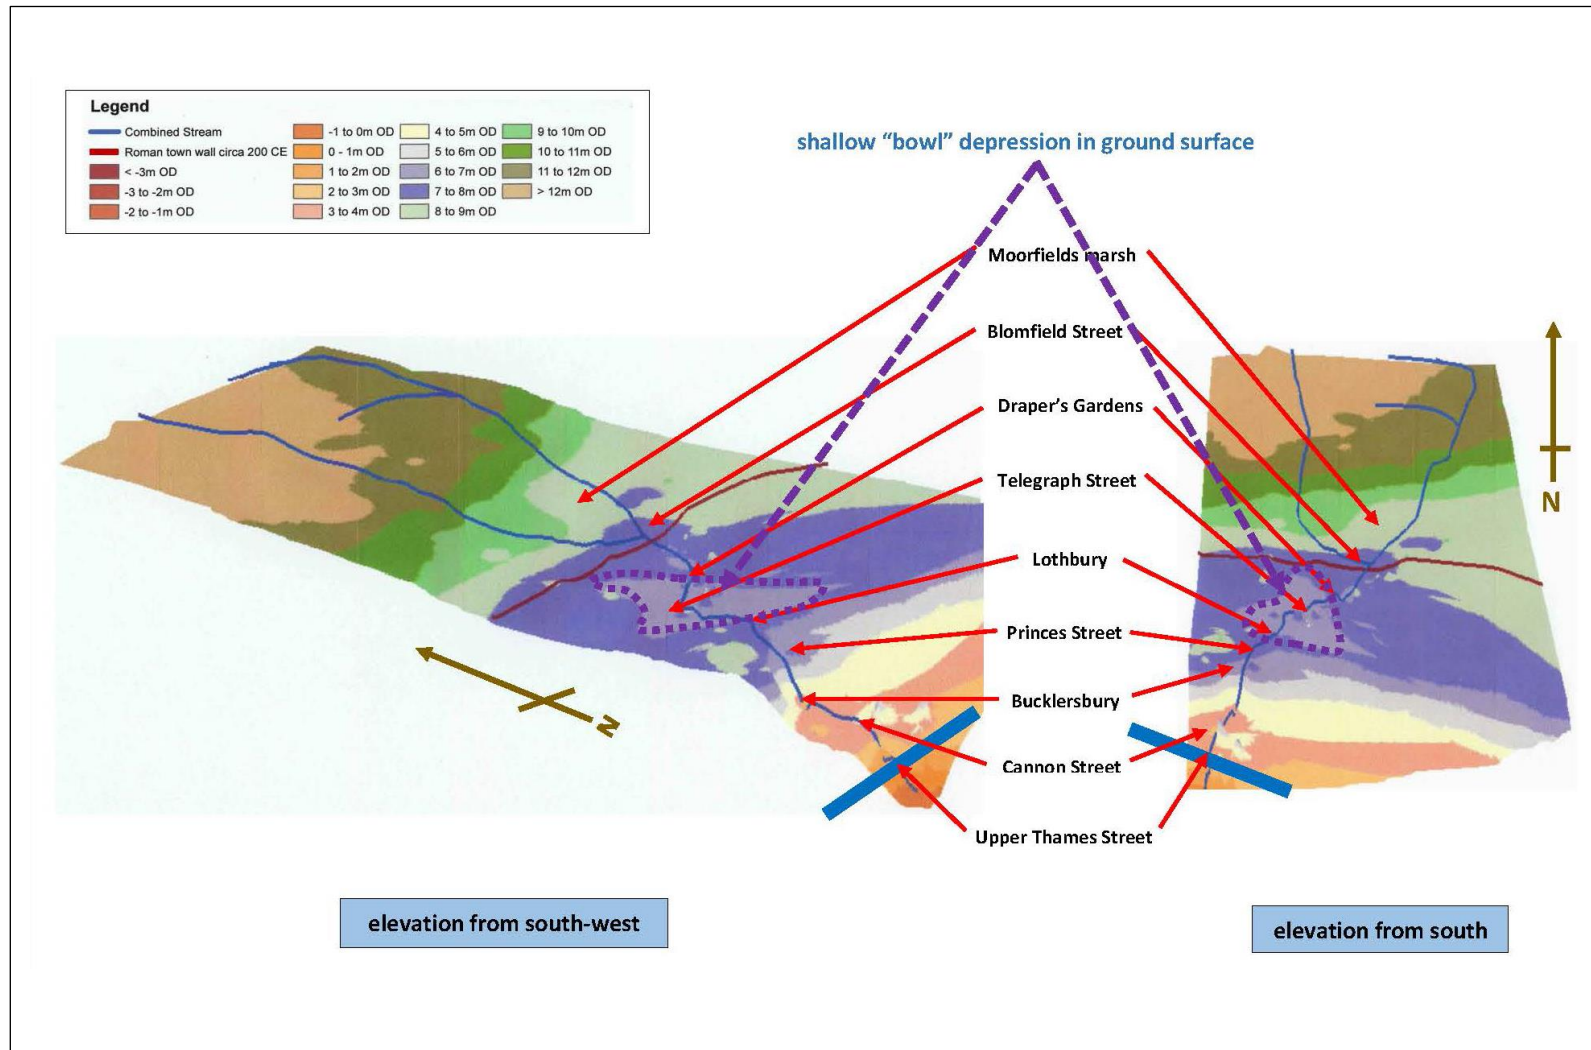 Legend
Combined Stream
Roman town wall circa 200 CE
< -3m OD
-3 to -2m OD
-2 to -1m OD
-1 to 0m OD
0 - 1m OD
1 to 2m OD
2 to 3m OD
3 to 4m OD
4 to 5m OD
5 to 6m OD
6 to 7m OD
7 to 8m OD
8 to 9m OD
9 to 10m OD
10 to 11m OD
11 to 12m OD
> 12m OD
shallow “bowl” depression in ground surface
Moorfields marsh
Blomfield Street
Draper’s Gardens
Telegraph Street
Lothbury
Princes Street
Bucklersbury
Cannon Street
Upper Thames Street
N
N
elevation from south-west
elevation from south